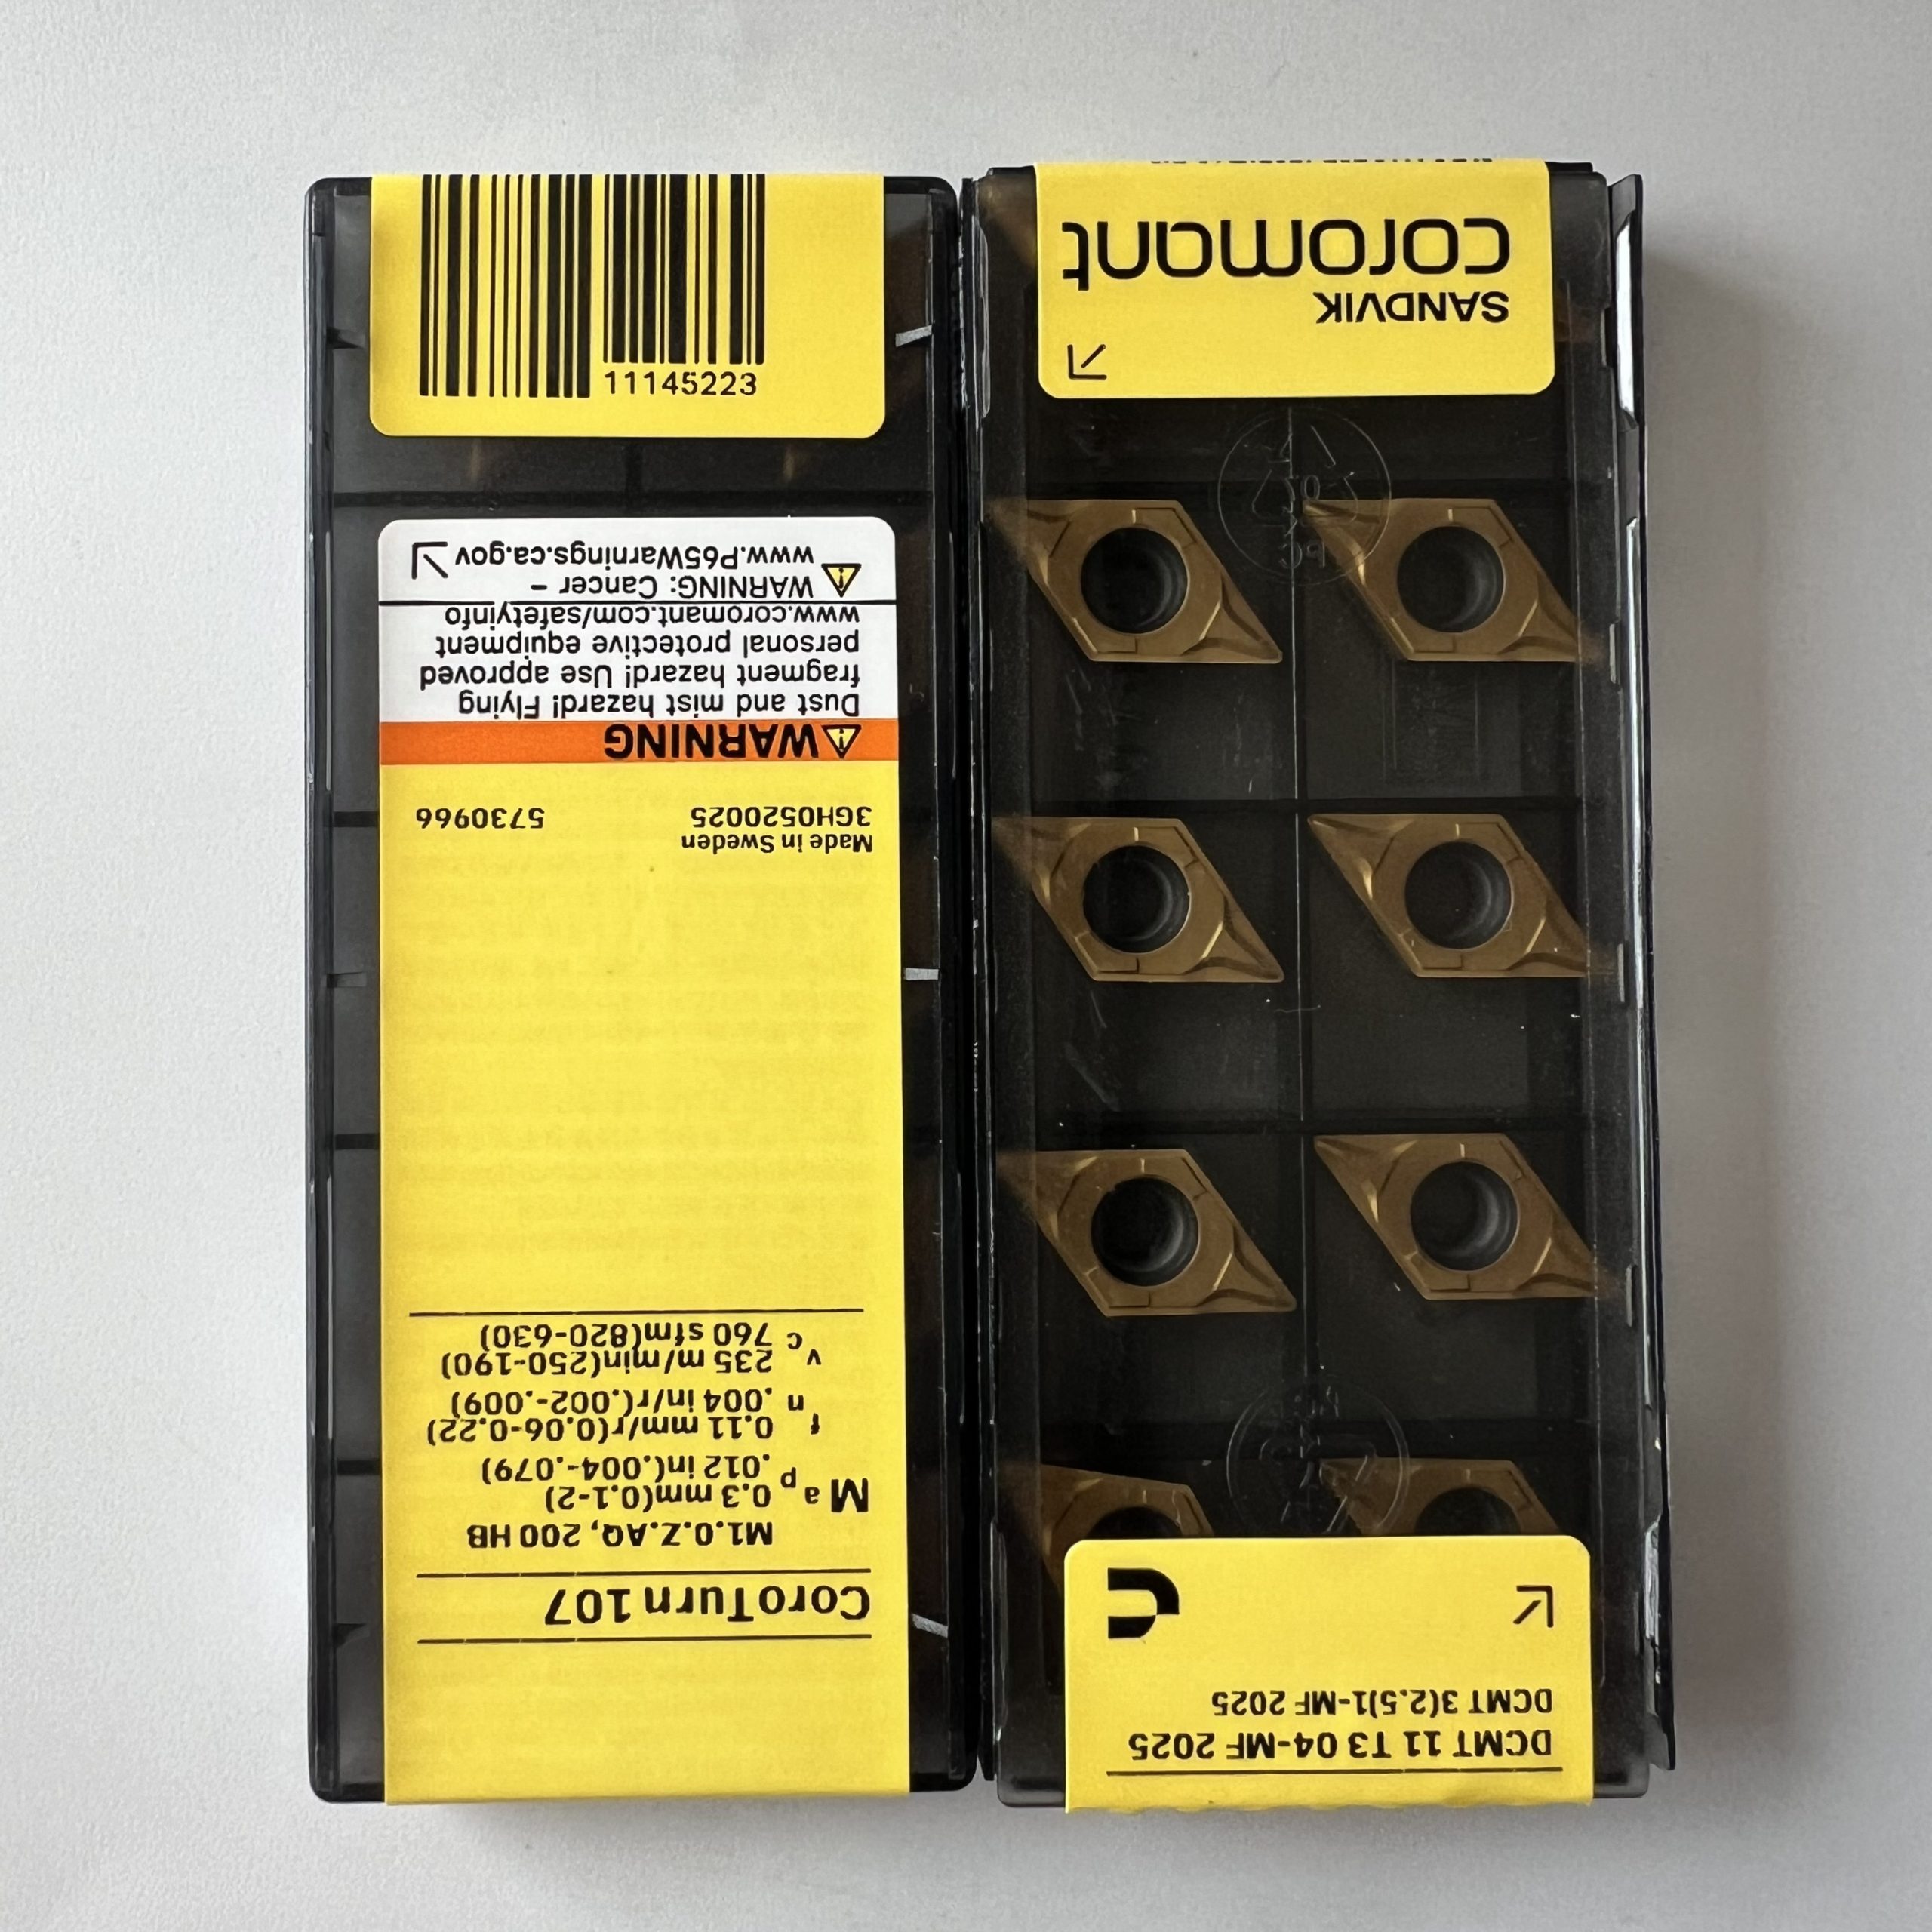 11145223
CoroTurn 107
M1.0.Z.AQ, 200 HB
M ap 0.3 mm(0.1-2)
.012 in(.004-.079)
fn 0.11 mm/r(0.06-0.22)
.004 in/r(.002-.009)
vc 235 m/min(250-190)
760 sfm(820-630)
Made in Sweden
3GH0520025 5730966
⚠WARNING
Dust and mist hazard! Flying
fragment hazard! Use approved
personal protective equipment
www.coromant.com/safetyinfo
⚠ WARNING: Cancer –
www.P65Warnings.ca.gov
DCMT 11 T3 04-MF 2025
DCMT 3(2.5)1-MF 2025
SANDVIK
coromant